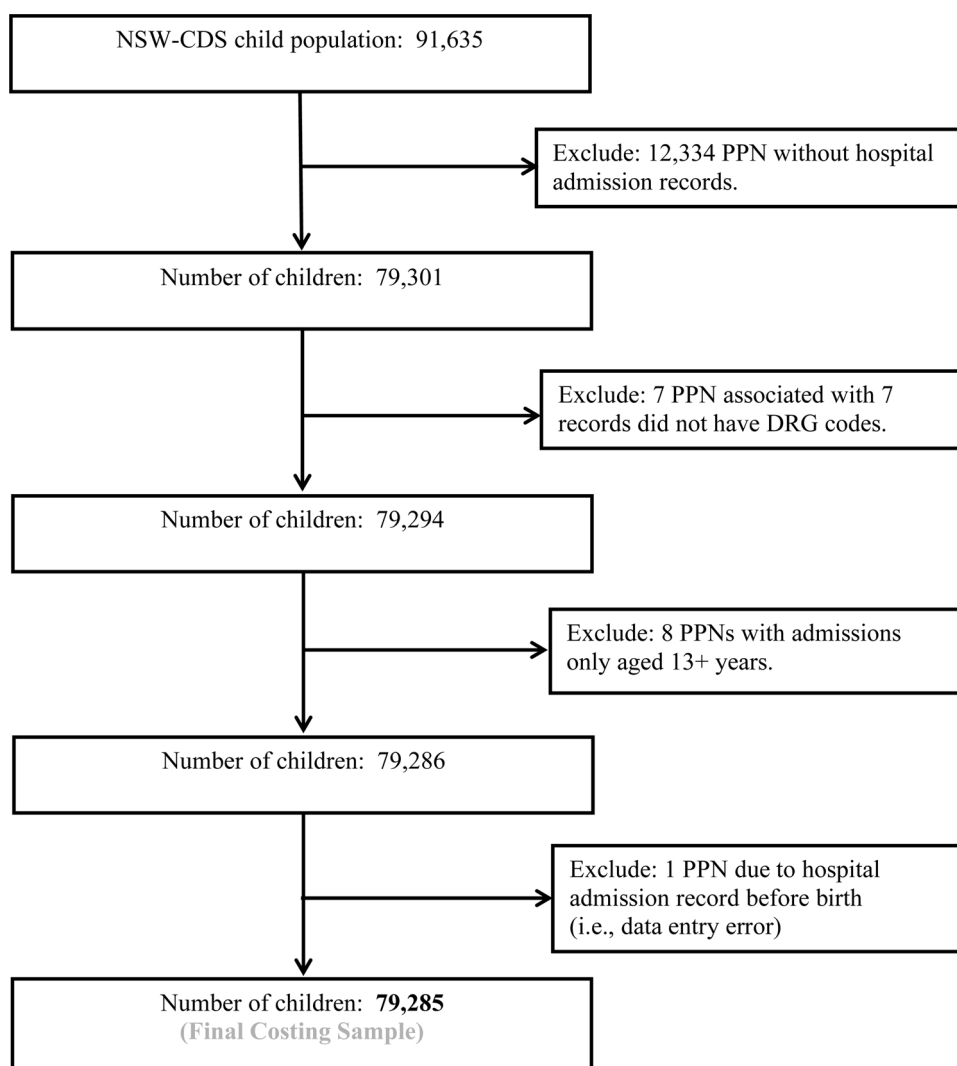 NSW-CDS child population: 91,635
Exclude: 12,334 PPN without hospital
admission records.
Number of children: 79,301
Exclude: 7 PPN associated with 7
records did not have DRG codes.
Number of children: 79,294
Exclude: 8 PPNs with admissions
only aged 13+ years.
Number of children: 79,286
Exclude: 1 PPN due to hospital
admission record before birth
(i.e., data entry error)
Number of children: 79,285
(Final Costing Sample)